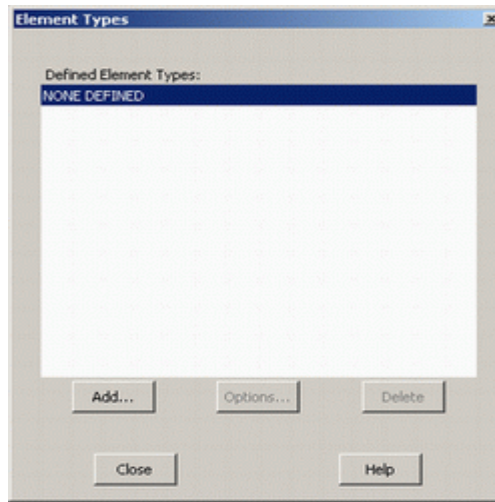 Element Types
Defined Element Types:
NONE DEFINED
Add...
Options...
Delete
Close
Help